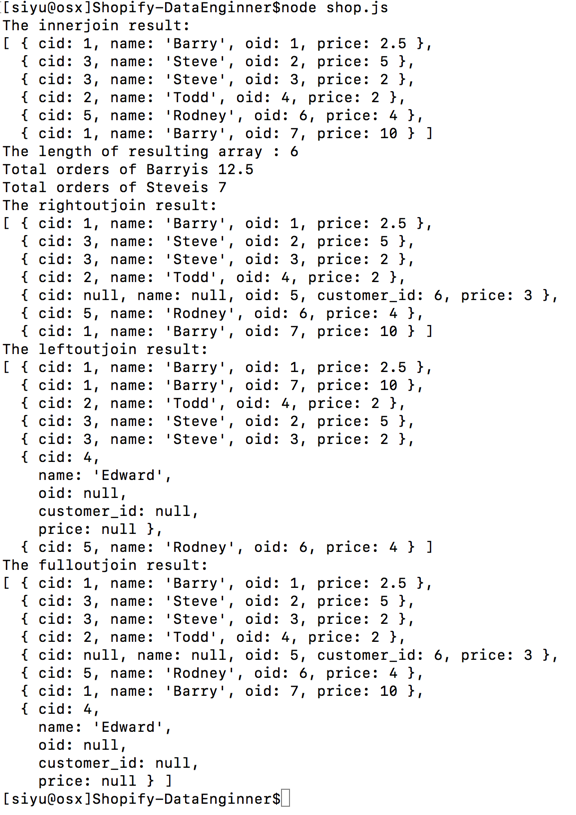 [siyu@osx]Shopify-DataEnginner$node shop.js
The innerjoin result:
[ { cid: 1, name: 'Barry', oid: 1, price: 2.5 },
  { cid: 3, name: 'Steve', oid: 2, price: 5 },
  { cid: 3, name: 'Steve', oid: 3, price: 2 },
  { cid: 2, name: 'Todd', oid: 4, price: 2 },
  { cid: 5, name: 'Rodney', oid: 6, price: 4 },
  { cid: 1, name: 'Barry', oid: 7, price: 10 } ]
The length of resulting array : 6
Total orders of Barryis 12.5
Total orders of Steveis 7
The rightoutjoin result:
[ { cid: 1, name: 'Barry', oid: 1, price: 2.5 },
  { cid: 3, name: 'Steve', oid: 2, price: 5 },
  { cid: 3, name: 'Steve', oid: 3, price: 2 },
  { cid: 2, name: 'Todd', oid: 4, price: 2 },
  { cid: null, name: null, oid: 5, customer_id: 6, price: 3 },
  { cid: 5, name: 'Rodney', oid: 6, price: 4 },
  { cid: 1, name: 'Barry', oid: 7, price: 10 } ]
The leftoutjoin result:
[ { cid: 1, name: 'Barry', oid: 1, price: 2.5 },
  { cid: 1, name: 'Barry', oid: 7, price: 10 },
  { cid: 2, name: 'Todd', oid: 4, price: 2 },
  { cid: 3, name: 'Steve', oid: 2, price: 5 },
  { cid: 3, name: 'Steve', oid: 3, price: 2 },
  { cid: 4,
    name: 'Edward',
    oid: null,
    customer_id: null,
    price: null },
  { cid: 5, name: 'Rodney', oid: 6, price: 4 } ]
The fulloutjoin result:
[ { cid: 1, name: 'Barry', oid: 1, price: 2.5 },
  { cid: 3, name: 'Steve', oid: 2, price: 5 },
  { cid: 3, name: 'Steve', oid: 3, price: 2 },
  { cid: 2, name: 'Todd', oid: 4, price: 2 },
  { cid: null, name: null, oid: 5, customer_id: 6, price: 3 },
  { cid: 5, name: 'Rodney', oid: 6, price: 4 },
  { cid: 1, name: 'Barry', oid: 7, price: 10 },
  { cid: 4,
    name: 'Edward',
    oid: null,
    customer_id: null,
    price: null } ]
[siyu@osx]Shopify-DataEnginner$